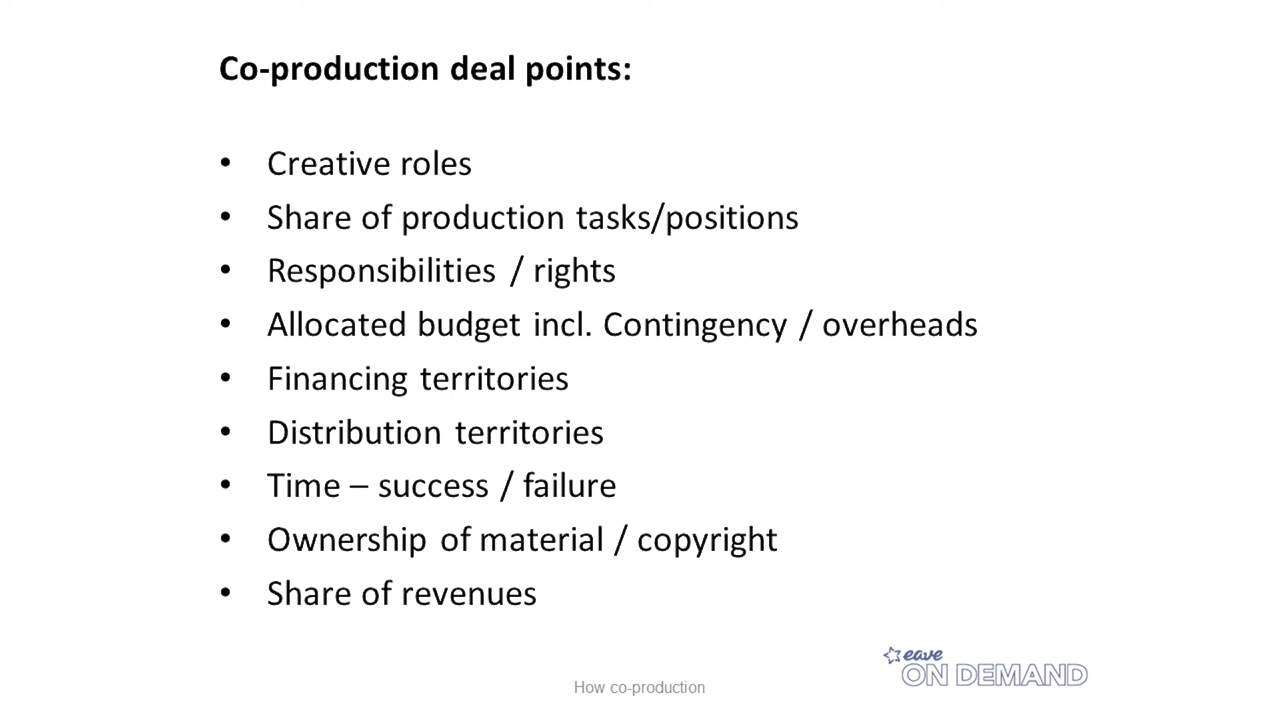 Co-production deal points:
• Creative roles
• Share of production tasks/positions
• Responsibilities / rights
• Allocated budget incl. Contingency / overheads
• Financing territories
• Distribution territories
• Time – success / failure
• Ownership of material / copyright
• Share of revenues
eave
ON DEMAND
How co-production